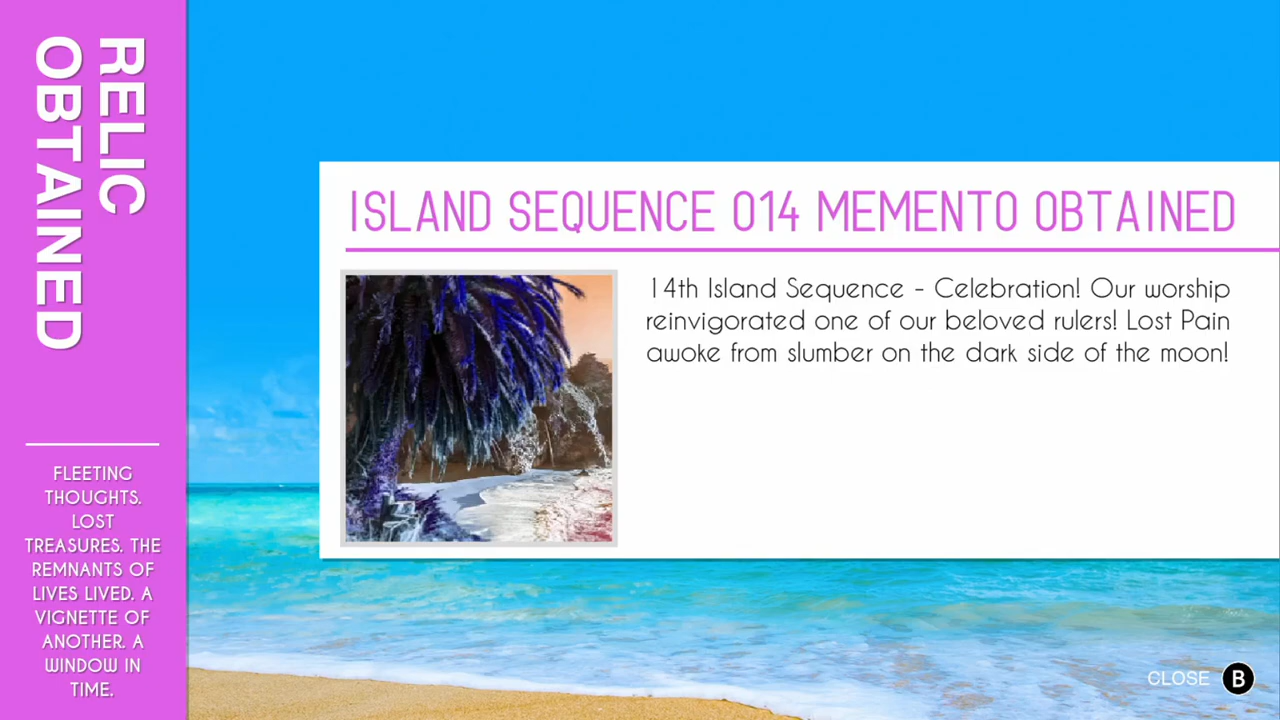 RELIC
OBTAINED
FLEETING
THOUGHTS.
LOST
TREASURES. THE
REMNANTS OF
LIVES LIVED. A
VIGNETTE OF
ANOTHER. A
WINDOW IN
TIME.
ISLAND SEQUENCE 014 MEMENTO OBTAINED
14th Island Sequence - Celebration! Our worship
reinvigorated one of our beloved rulers! Lost Pain
awoke from slumber on the dark side of the moon!
CLOSE B